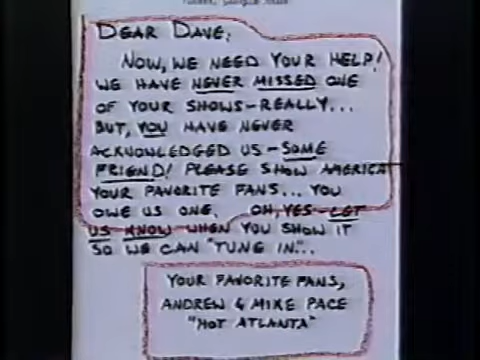 DEAR DAVE,
NOW, WE NEED YOUR HELP!
WE HAVE NEVER MISSED ONE
OF YOUR SHOWS-REALLY...
BUT, YOU HAVE NEVER
ACKNOWLEDGED US-SOME
FRIEND! PLEASE SHOW AMERICA
YOUR FAVORITE FANS... YOU
OWE US ONE. OH, YES-LET
US KNOW WHEN YOU SHOW IT
SO WE CAN "TUNE IN"...
YOUR FAVORITE FANS,
ANDREW & MIKE PACE
"HOT ATLANTA"